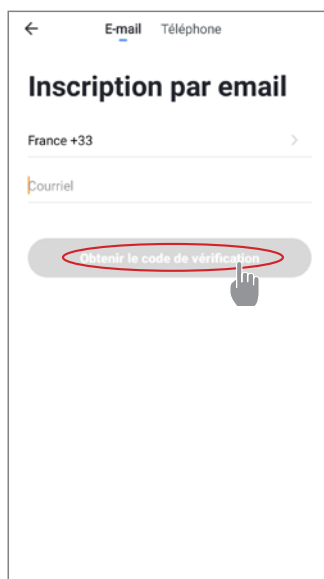 E-mail Téléphone
Inscription par email
France +33
Courriel
Obtenir le code de vérification